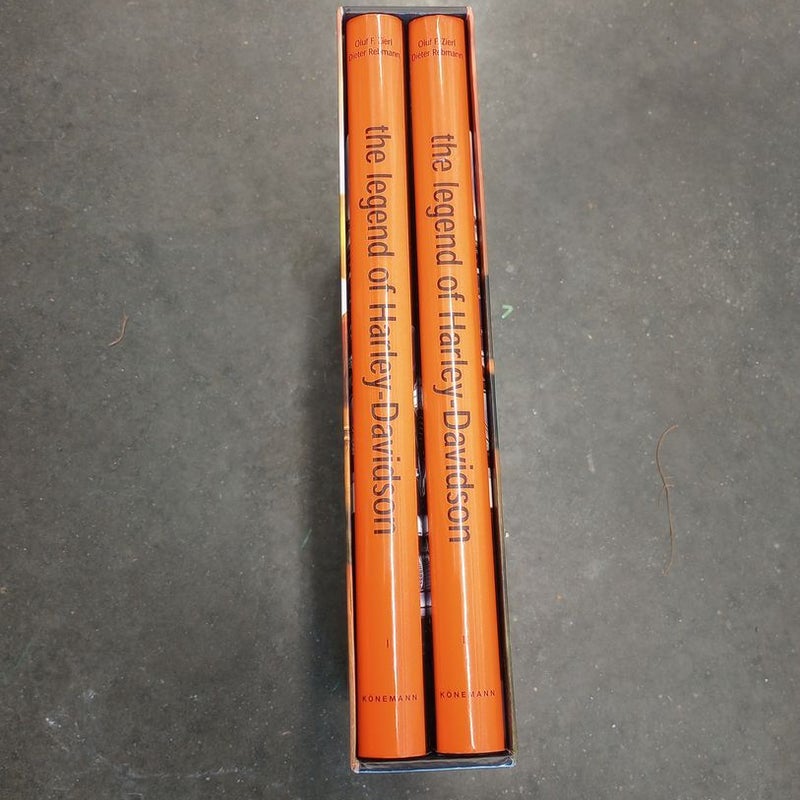 Oluf F. Zierl
Dieter Rebmann
the legend of Harley-Davidson
I
KÖNEMANN
Oluf F. Zierl
Dieter Rebmann
the legend of Harley-Davidson
II
KÖNEMANN